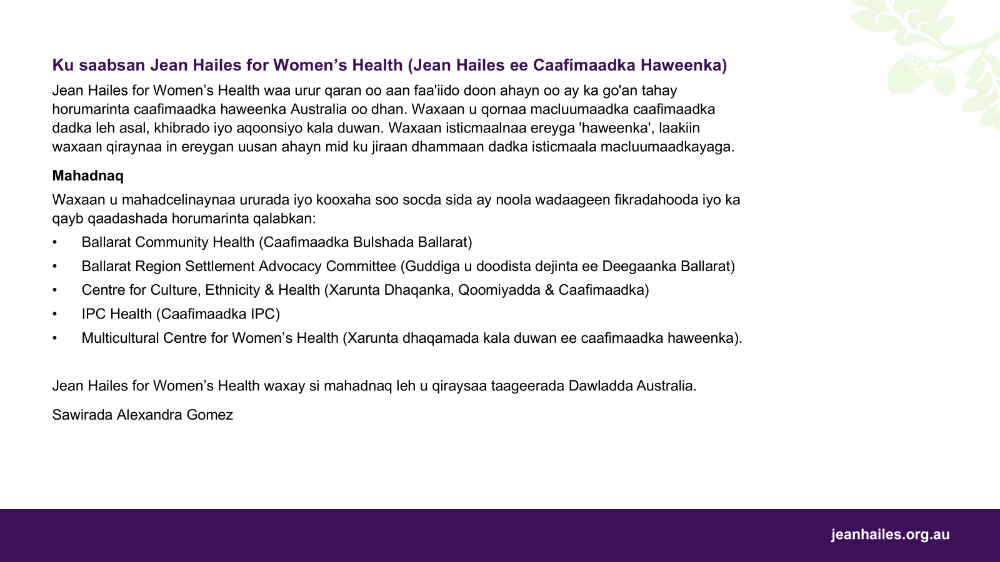 Ku saabsan Jean Hailes for Women’s Health (Jean Hailes ee Caafimaadka Haweenka)
Jean Hailes for Women’s Health waa urur qaran oo aan faa'iido doon ahayn oo ay ka go'an tahay
horumarinta caafimaadka haweenka Australia oo dhan. Waxaan u qornaa macluumaadka caafimaadka
dadka leh asal, khibrado iyo aqoonsiyo kala duwan. Waxaan isticmaalnaa ereyga 'haweenka', laakiin
waxaan qiraynaa in ereygan uusan ahayn mid ku jiraan dhammaan dadka isticmaala macluumaadkayaga.
Mahadnaq
Waxaan u mahadcelinaynaa ururada iyo kooxaha soo socda sida ay noola wadaageen fikradahooda iyo ka
qayb qaadashada horumarinta qalabkan:
• Ballarat Community Health (Caafimaadka Bulshada Ballarat)
• Ballarat Region Settlement Advocacy Committee (Guddiga u doodista dejinta ee Deegaanka Ballarat)
• Centre for Culture, Ethnicity & Health (Xarunta Dhaqanka, Qoomiyadda & Caafimaadka)
• IPC Health (Caafimaadka IPC)
• Multicultural Centre for Women’s Health (Xarunta dhaqamada kala duwan ee caafimaadka haweenka).
Jean Hailes for Women’s Health waxay si mahadnaq leh u qiraysaa taageerada Dawladda Australia.
Sawirada Alexandra Gomez
jeanhailes.org.au